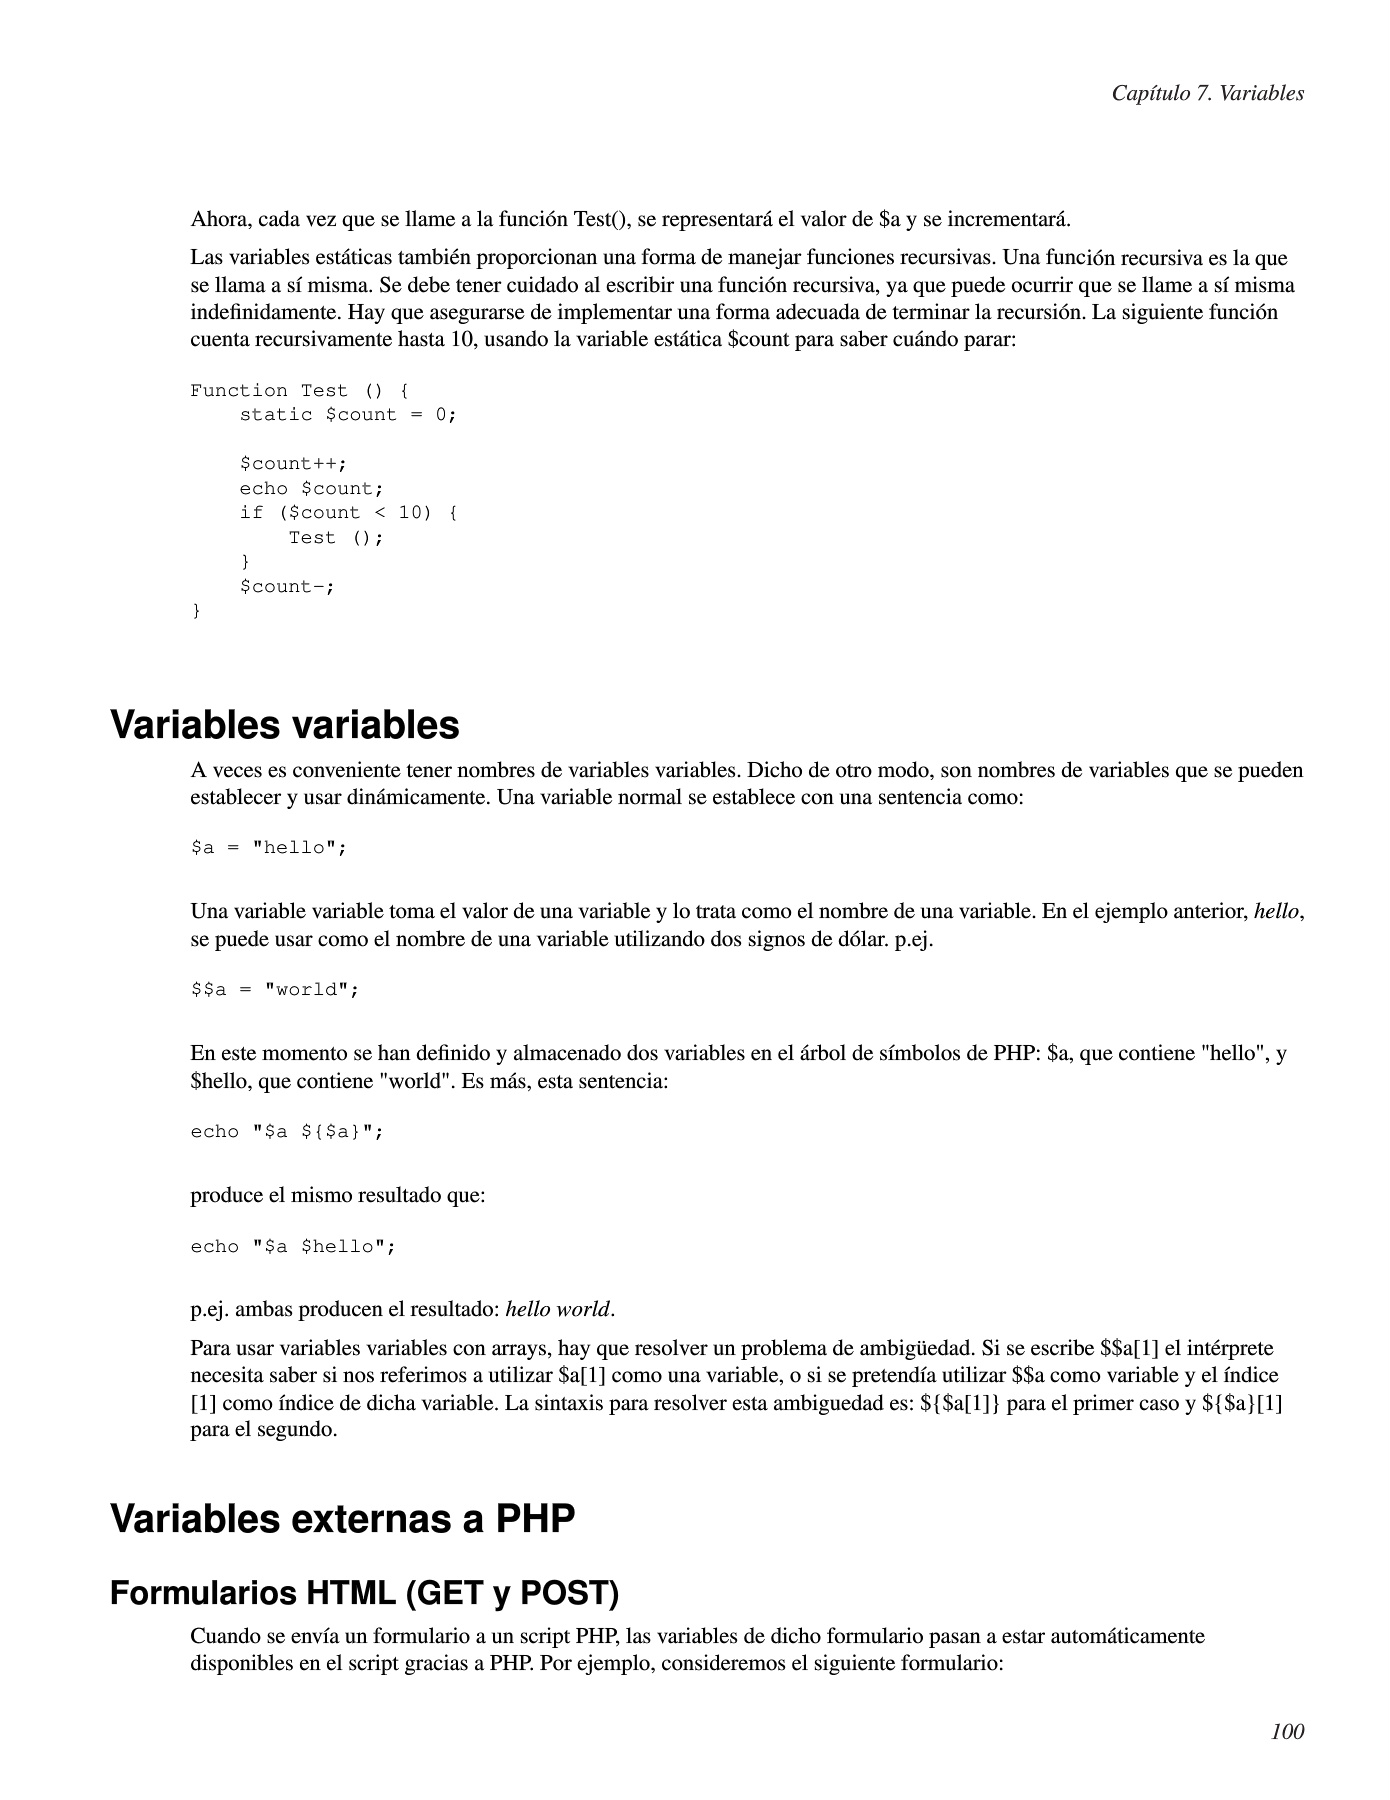 Capítulo 7. Variables
Ahora, cada vez que se llame a la función Test(), se representará el valor de $a y se incrementará.
Las variables estáticas también proporcionan una forma de manejar funciones recursivas. Una función recursiva es la que
se llama a sí misma. Se debe tener cuidado al escribir una función recursiva, ya que puede ocurrir que se llame a sí misma
indefinidamente. Hay que asegurarse de implementar una forma adecuada de terminar la recursión. La siguiente función
cuenta recursivamente hasta 10, usando la variable estática $count para saber cuándo parar:
Function Test () {
    static $count = 0;
    $count++;
    echo $count;
    if ($count < 10) {
        Test ();
    }
    $count–;
}
Variables variables
A veces es conveniente tener nombres de variables variables. Dicho de otro modo, son nombres de variables que se pueden
establecer y usar dinámicamente. Una variable normal se establece con una sentencia como:
$a = "hello";
Una variable variable toma el valor de una variable y lo trata como el nombre de una variable. En el ejemplo anterior, hello,
se puede usar como el nombre de una variable utilizando dos signos de dólar. p.ej.
$$a = "world";
En este momento se han definido y almacenado dos variables en el árbol de símbolos de PHP: $a, que contiene "hello", y
$hello, que contiene "world". Es más, esta sentencia:
echo "$a ${$a}";
produce el mismo resultado que:
echo "$a $hello";
p.ej. ambas producen el resultado: hello world.
Para usar variables variables con arrays, hay que resolver un problema de ambigüedad. Si se escribe $$a[1] el intérprete
necesita saber si nos referimos a utilizar $a[1] como una variable, o si se pretendía utilizar $$a como variable y el índice
[1] como índice de dicha variable. La sintaxis para resolver esta ambiguedad es: ${$a[1]} para el primer caso y ${$a}[1]
para el segundo.
Variables externas a PHP
Formularios HTML (GET y POST)
Cuando se envía un formulario a un script PHP, las variables de dicho formulario pasan a estar automáticamente
disponibles en el script gracias a PHP. Por ejemplo, consideremos el siguiente formulario:
100